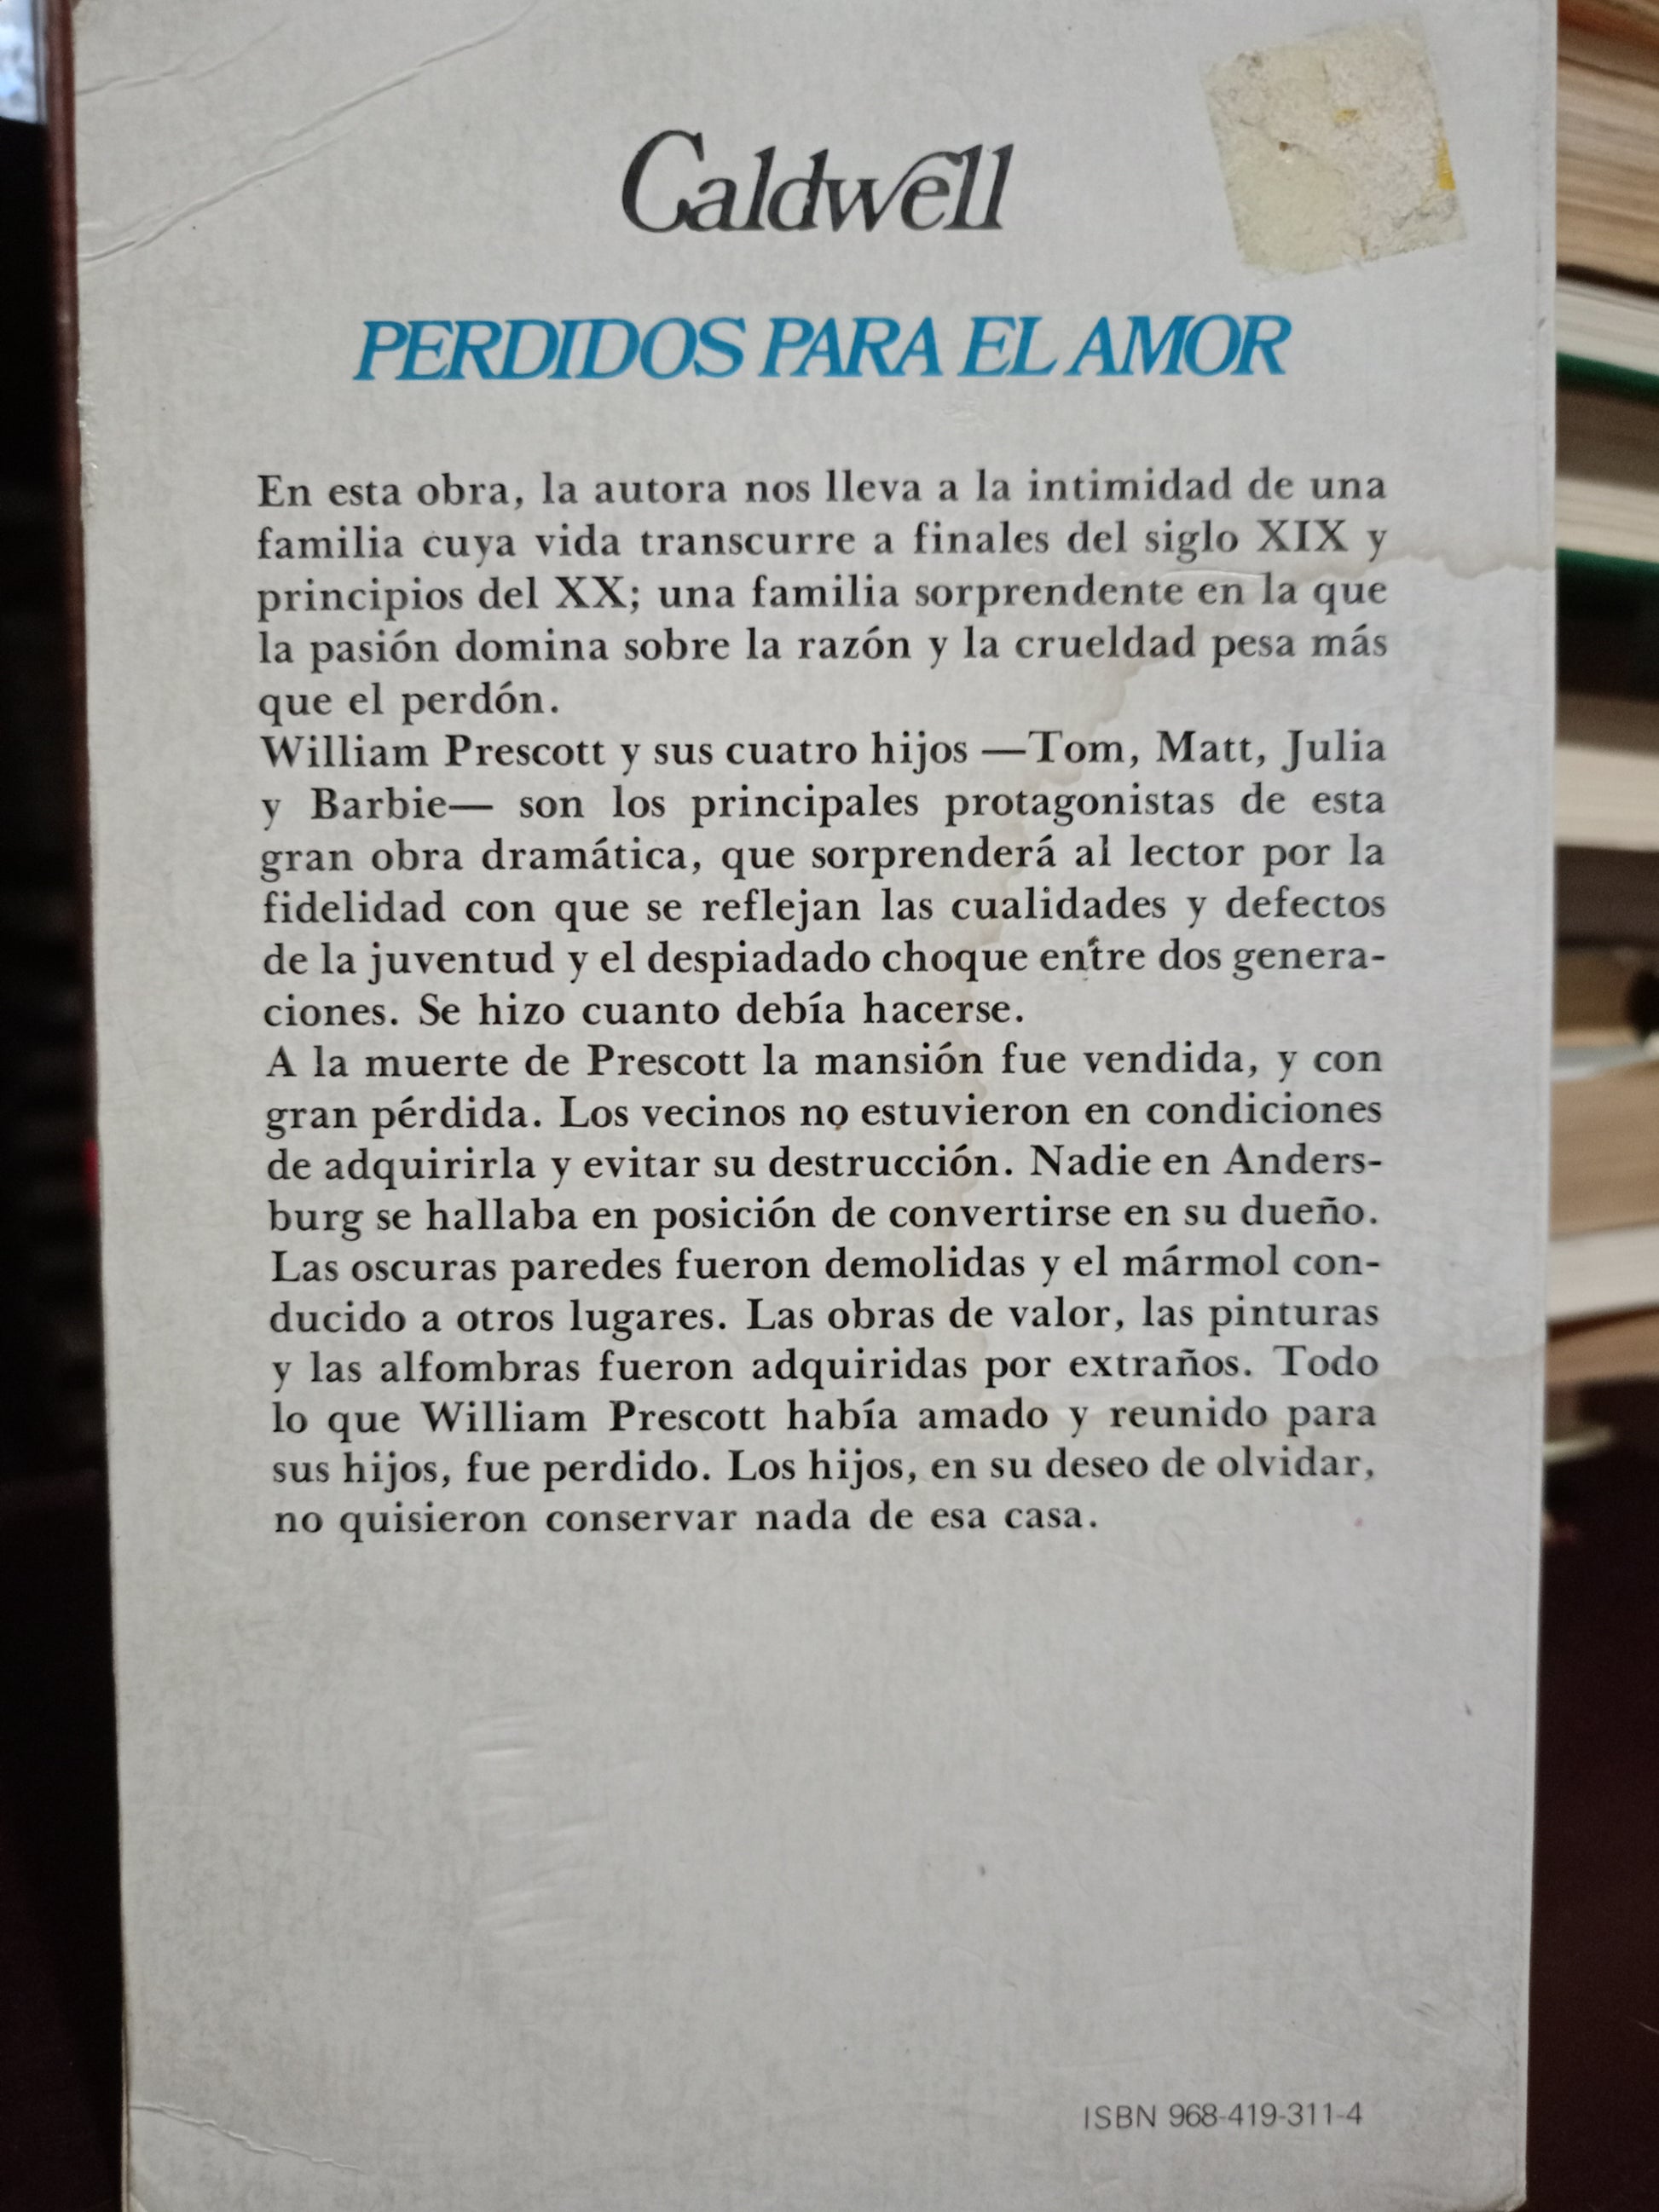 Caldwell
PERDIDOS PARA EL AMOR
En esta obra, la autora nos lleva a la intimidad de una
familia cuya vida transcurre a finales del siglo XIX y
principios del XX; una familia sorprendente en la que
la pasión domina sobre la razón y la crueldad pesa más
que el perdón.
William Prescott y sus cuatro hijos —Tom, Matt, Julia
y Barbie— son los principales protagonistas de esta
gran obra dramática, que sorprenderá al lector por la
fidelidad con que se reflejan las cualidades y defectos
de la juventud y el despiadado choque entre dos genera-
ciones. Se hizo cuanto debía hacerse.
A la muerte de Prescott la mansión fue vendida, y con
gran pérdida. Los vecinos no estuvieron en condiciones
de adquirirla y evitar su destrucción. Nadie en Anders-
burg se hallaba en posición de convertirse en su dueño.
Las oscuras paredes fueron demolidas y el mármol con-
ducido a otros lugares. Las obras de valor, las pinturas
y las alfombras fueron adquiridas por extraños. Todo
lo que William Prescott había amado y reunido para
sus hijos, fue perdido. Los hijos, en su deseo de olvidar,
no quisieron conservar nada de esa casa.
ISBN 968-419-311-4